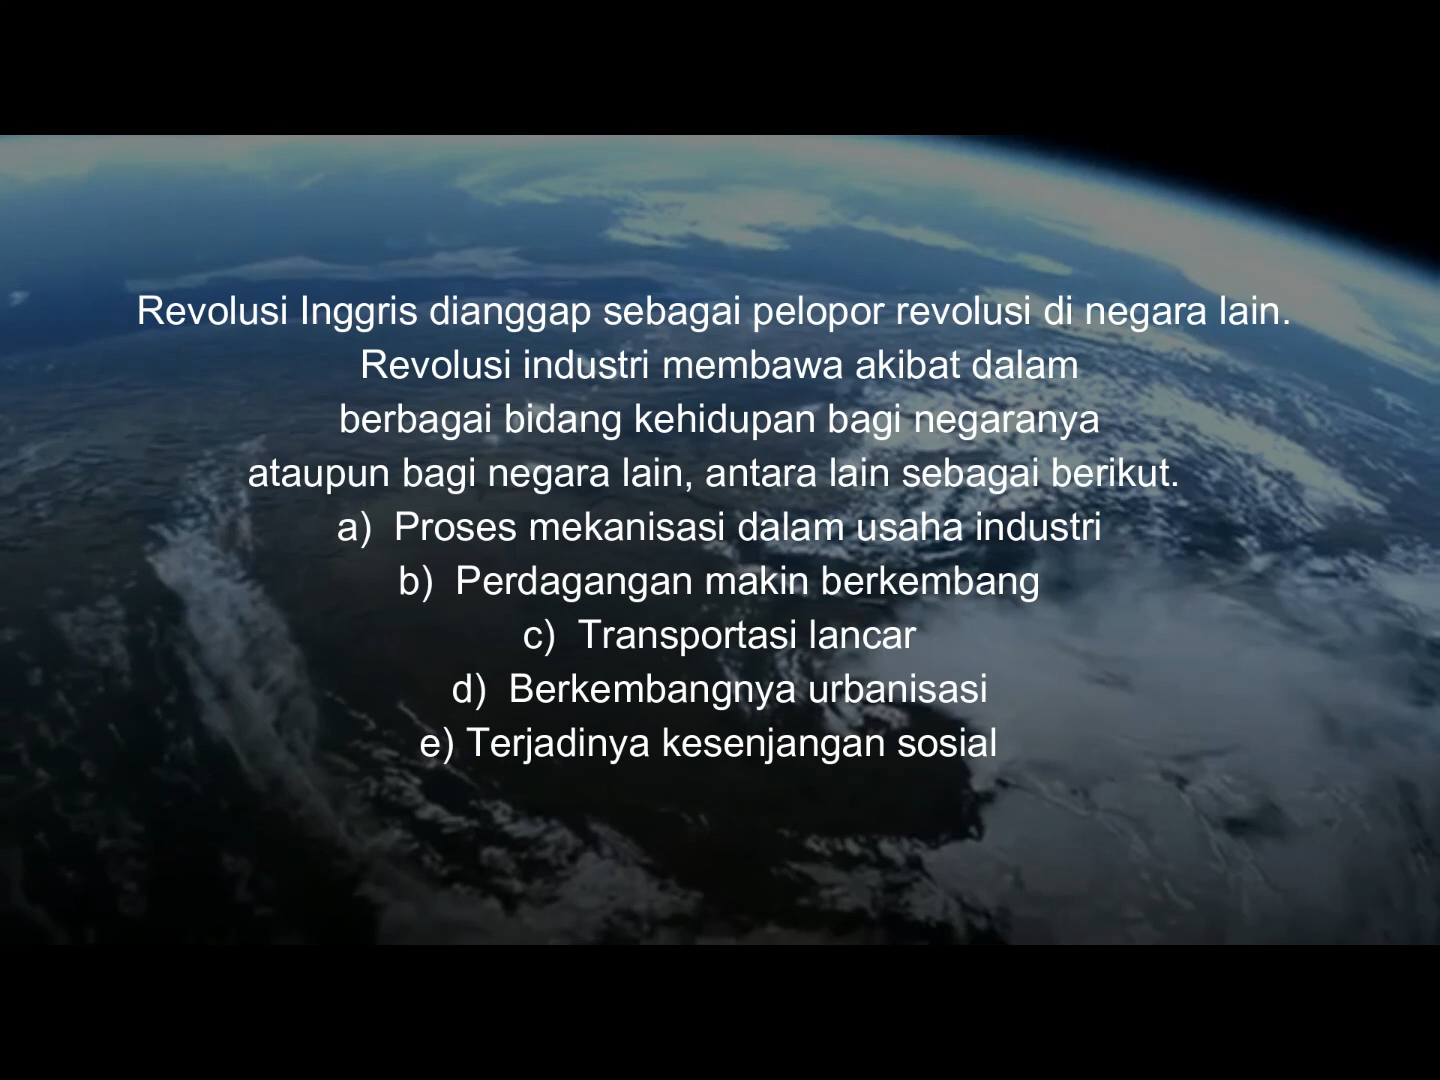 Revolusi Inggris dianggap sebagai pelopor revolusi di negara lain.
Revolusi industri membawa akibat dalam
berbagai bidang kehidupan bagi negaranya
ataupun bagi negara lain, antara lain sebagai berikut.
a) Proses mekanisasi dalam usaha industri
b) Perdagangan makin berkembang
c) Transportasi lancar
d) Berkembangnya urbanisasi
e) Terjadinya kesenjangan sosial